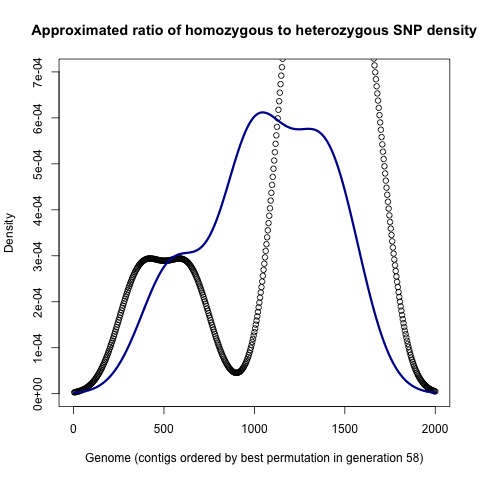 Approximated ratio of homozygous to heterozygous SNP density
7e-04
6e-04
5e-04
4e-04
3e-04
2e-04
1e-04
0e+00
Density
0 500 1000 1500 2000
Genome (contigs ordered by best permutation in generation 58)